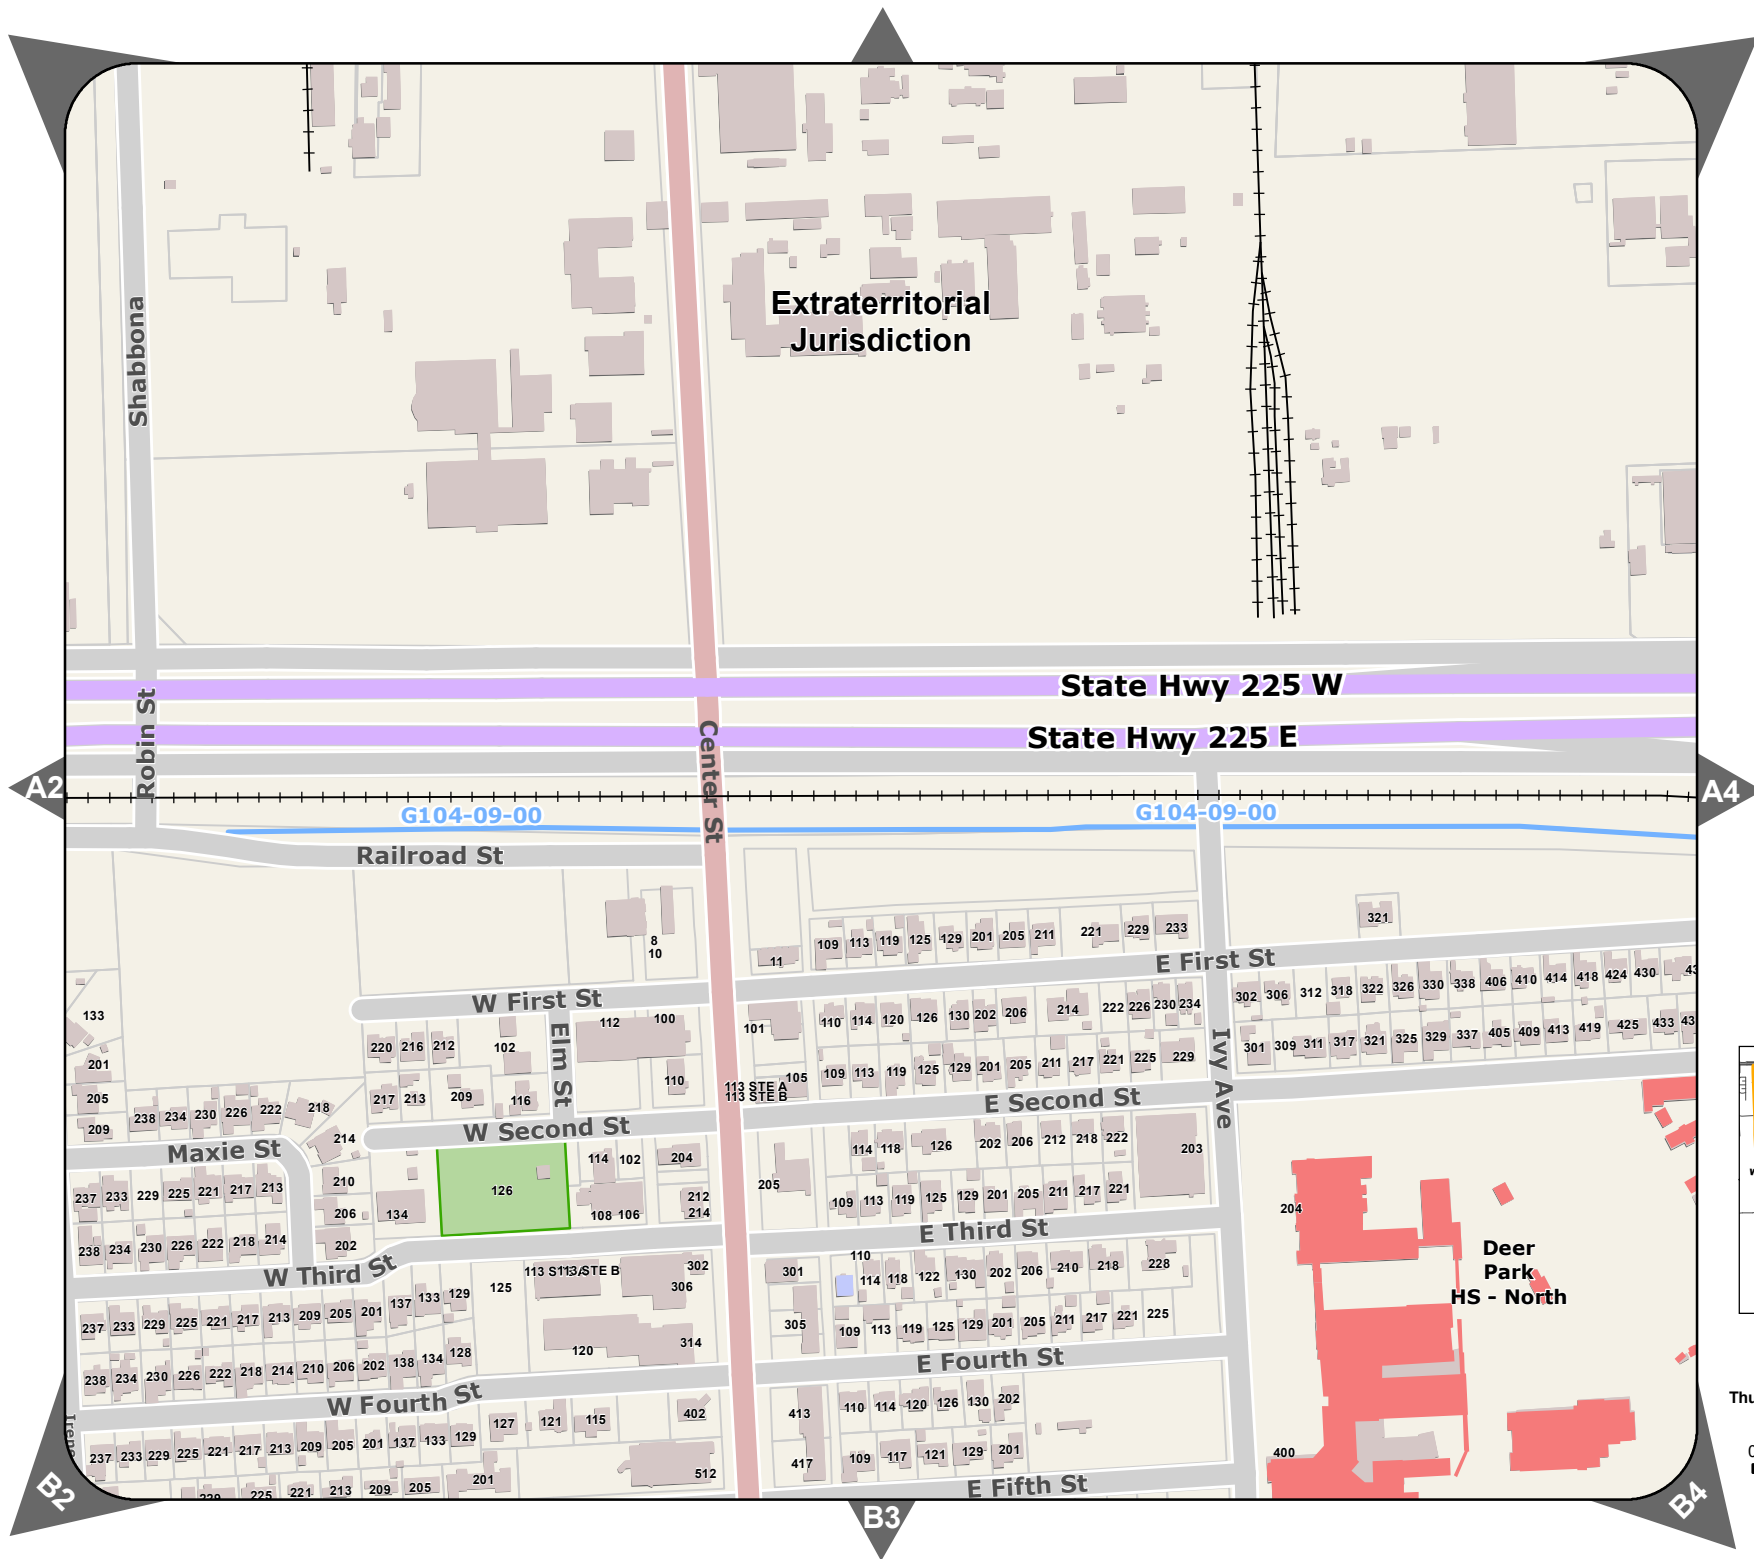 Extraterritorial
Jurisdiction
Shabbona
State Hwy 225 W
State Hwy 225 E
Robin St
Center St
A2
A4
G104-09-00
G104-09-00
Railroad St
321
8
10
11
109 113 119 125 129 201 205 211 221 229 233
E First St
W First St
133
302 306 312 318 322 326 330 338 406 410 414 418 424 430
112 100
101
110 114 120 126 130 202 206 214 222 226 230 234
220 216 212 102
Elm St
Ivy Ave
301 309 311 317 321 325 329 337 405 409 413 419 425 433
201
205
209
110
105
109 113 119 125 129 201 205 211 217 221 225 229
113 STE A
113 STE B
217 213 209 116
238 234 230 226 222 218
214
E Second St
W Second St
Maxie St
114 118 126 202 206 212 218 222
203
114 102 204
210
206
202
134
126
237 233 229 225 221 217 213
212
214
108 106
205
109 113 119 125 129 201 205 211 217 221
204
238 234 230 226 222 218 214
E Third St
W Third St
Deer
Park
HS - North
110
301
114 118 122 130 202 206 210 218 228
113 STE B
302
306
125
137 133 129
237 233 229 225 221 217 213 209 205 201
305
109 113 119 125 129 201 205 211 217 221 225
314
120
238 234 230 226 222 218 214 210 206 202 138 134 128
E Fourth St
W Fourth St
402
413
110 114 120 126 130 202
127 121 115
237 233 229 225 221 217 213 209 205 201 137 133 129
417
109 117 121 129 201
400
512
201
225 221 213 209 205
E Fifth St
B2
B3
B4